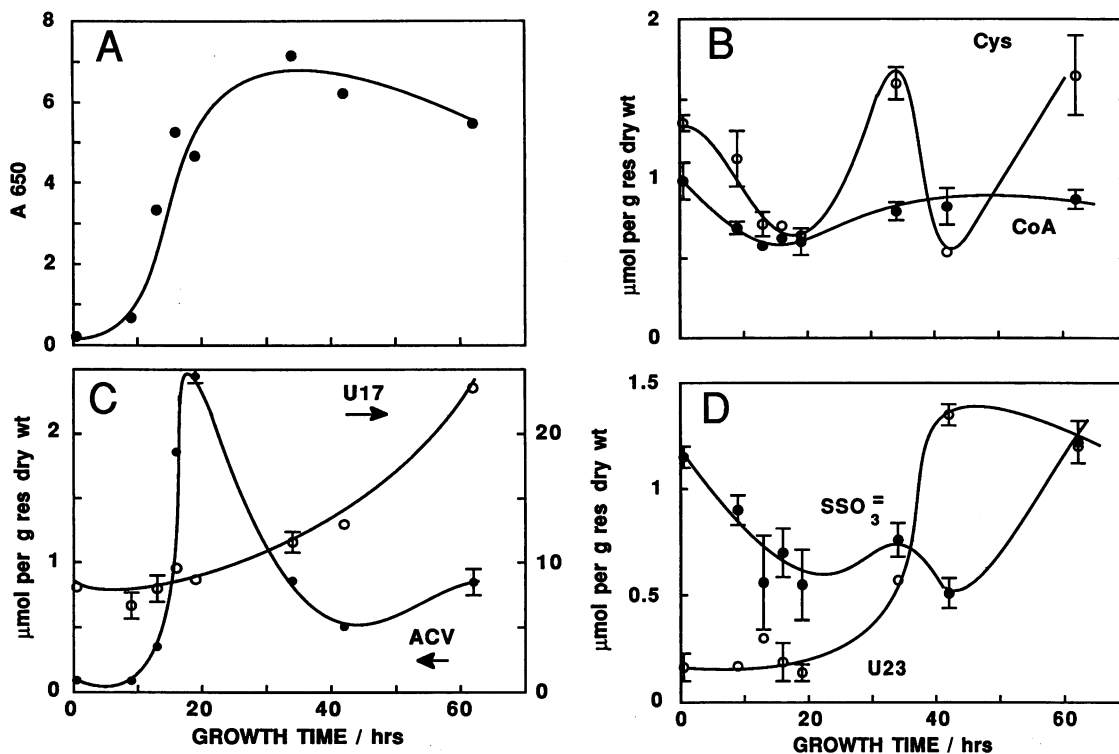 A
8
6
4
2
0
A 650
B
2
1
0
Cys
CoA
µmol per g res dry wt
C
2
1
0
20
10
0
U17
ACV
µmol per g res dry wt
0 20 40 60
GROWTH TIME / hrs
D
1.5
1
0.5
0
SSO3=
U23
µmol per g res dry wt
0 20 40 60
GROWTH TIME / hrs